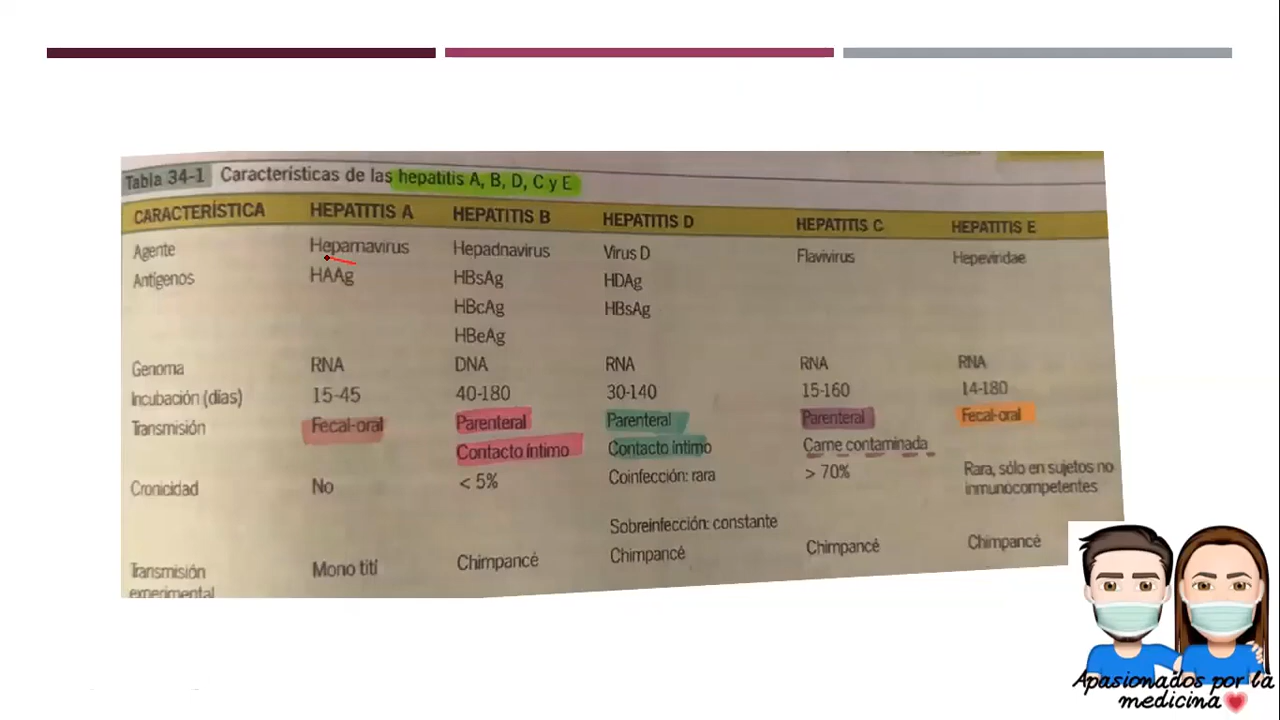 Tabla 34-1 Características de las hepatitis A, B, D, C y E
CARACTERÍSTICA HEPATITIS A HEPATITIS B HEPATITIS D HEPATITIS C HEPATITIS E
Agente Heparnavirus Hepadnavirus Virus D Flavivirus Hepeviridae
Antígenos HAAg HBsAg HDAg
HBcAg HBsAg
HBeAg
Genoma RNA DNA RNA RNA RNA
Incubación (días) 15-45 40-180 30-140 15-160 14-180
Transmisión Fecal-oral Parenteral Parenteral Parenteral Fecal-oral
Contacto íntimo Contacto íntimo Carne contaminada
Cronicidad No < 5% Coinfección: rara > 70% Rara, sólo en sujetos no
inmunocompetentes
Sobreinfección: constante
Transmisión Mono tití Chimpancé Chimpancé Chimpancé Chimpancé
experimental
Apasionados por la
medicina